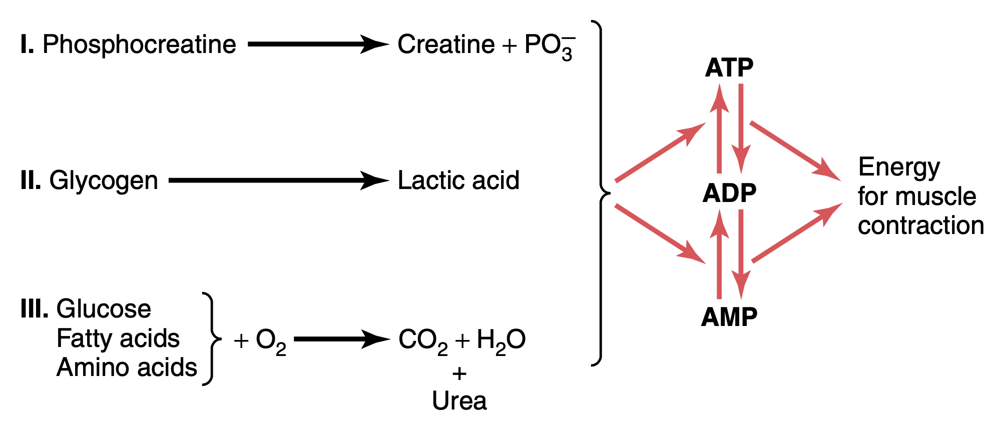 I. Phosphocreatine Creatine + PO₃⁻
II. Glycogen Lactic acid
III. Glucose
Fatty acids
Amino acids
+ O₂ CO₂ + H₂O
+
Urea
ATP
ADP
AMP
Energy
for muscle
contraction